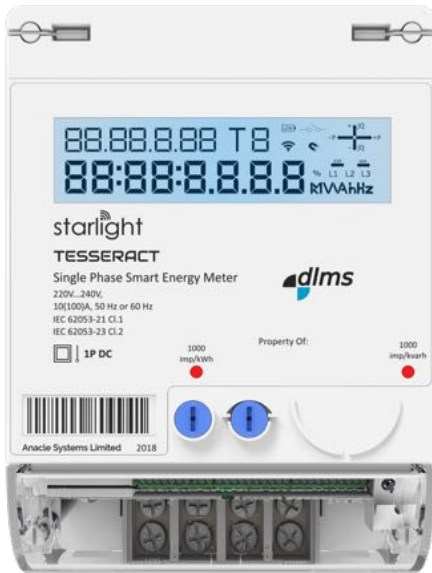 88.88.8.88 T8
88:88:8.8.8.8
% L1 L2 L3
starlight
TESSERACT
Single Phase Smart Energy Meter
220V...240V,
10(100)A, 50 Hz or 60 Hz
IEC 62053-21 Cl.1
IEC 62053-23 Cl.2
dlms
Property Of:
1P DC
1000
imp/kWh
1000
imp/kvarh
Anacle Systems Limited 2018